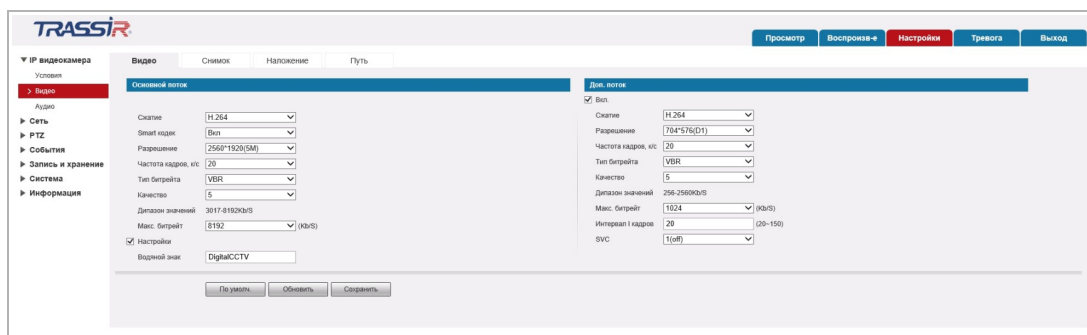 TRASSIR
Просмотр
Воспроизв-е
Настройки
Тревога
Выход
IP видеокамера
Условия
Видео
Аудио
Сеть
PTZ
События
Запись и хранение
Система
Информация
Видео
Снимок
Наложение
Путь
Основной поток
Сжатие H.264
Smart кодек Вкл
Разрешение 2560*1920(5M)
Частота кадров, к/с 20
Тип битрейта VBR
Качество 5
Дипазон значений 3017-8192Kb/S
Макс. битрейт 8192 (Kb/S)
Настройки
Водяной знак DigitalCCTV
По умолч. Обновить Сохранить
Доп. поток
Вкл.
Сжатие H.264
Разрешение 704*576(D1)
Частота кадров, к/с 20
Тип битрейта VBR
Качество 5
Дипазон значений 256-2560Kb/S
Макс. битрейт 1024 (Kb/S)
Интервал I кадров 20 (20~150)
SVC 1(off)